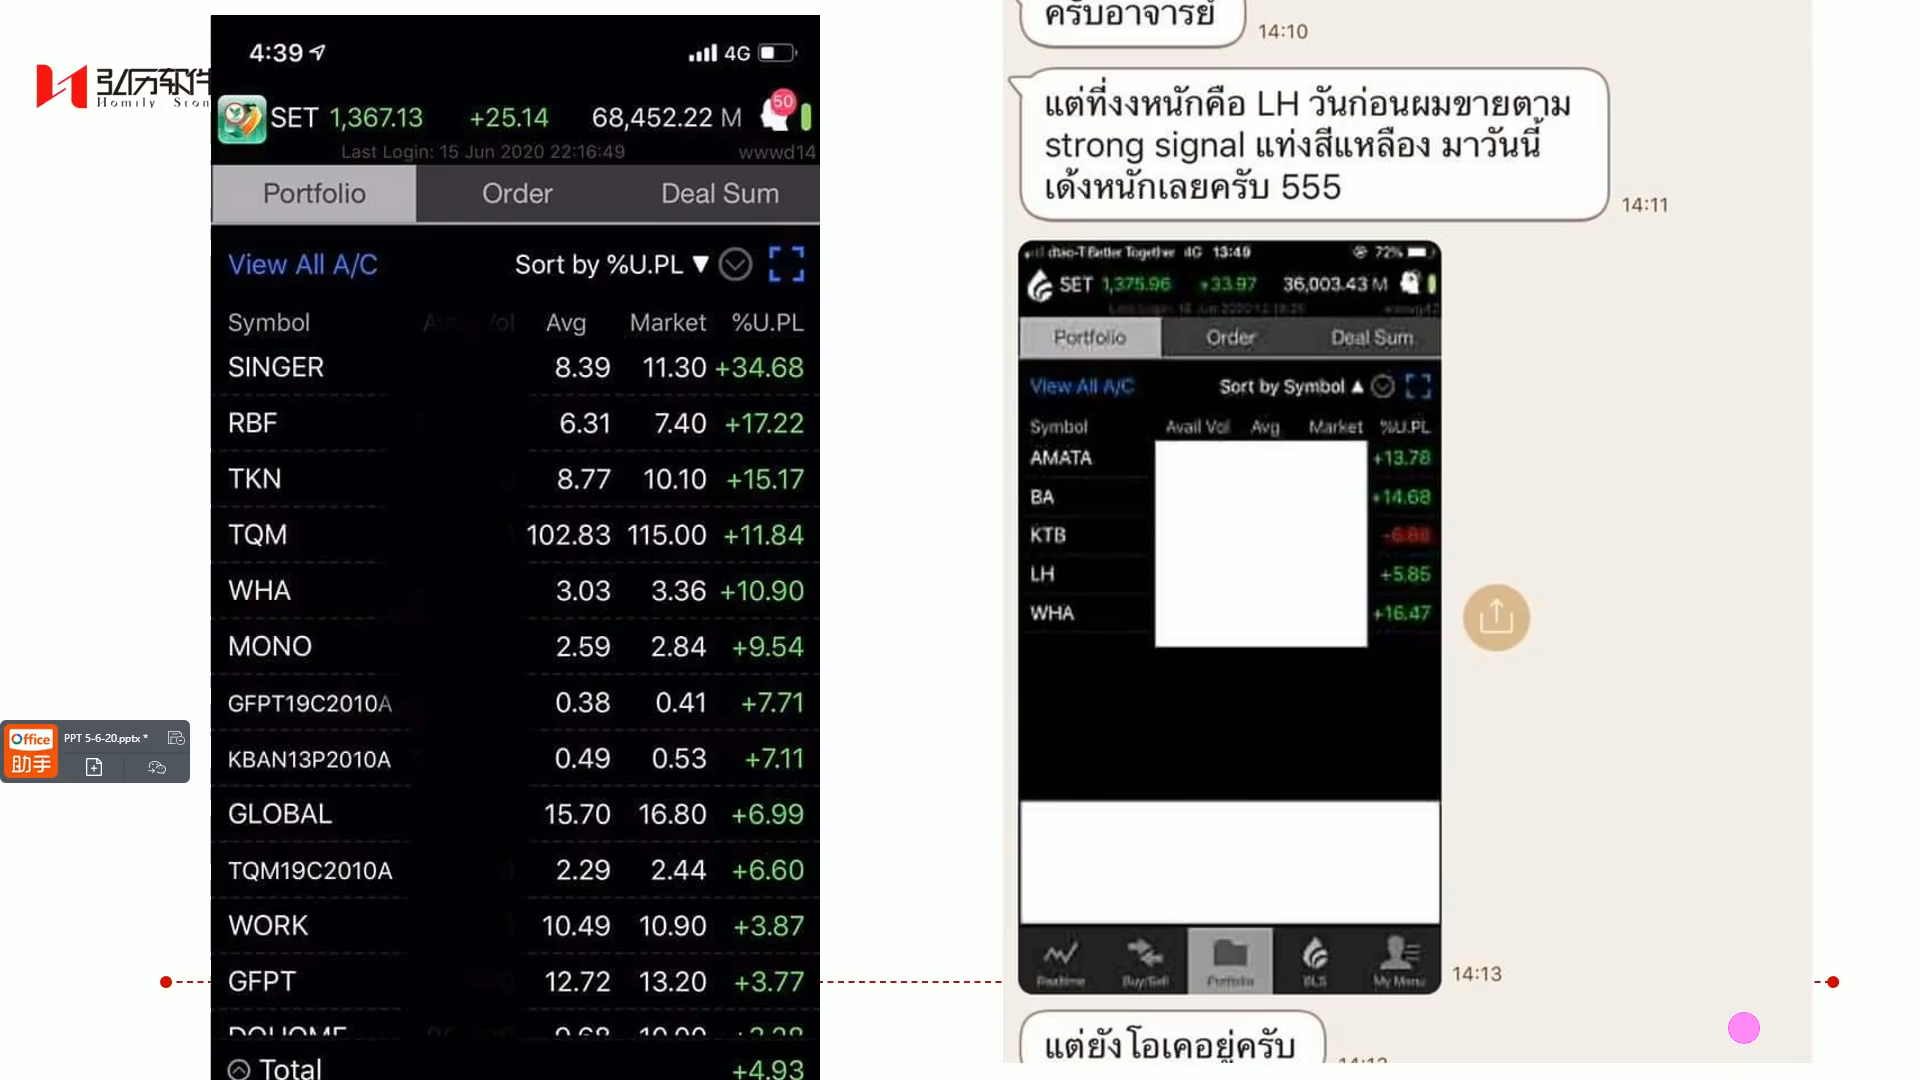 弘历软件
Homily
4:39
4G
SET 1,367.13 +25.14 68,452.22 M 50
Last Login: 15 Jun 2020 22:16:49 wwwd14
Portfolio Order Deal Sum
View All A/C Sort by %U.PL ▼
Symbol Avg Market %U.PL
SINGER 8.39 11.30 +34.68
RBF 6.31 7.40 +17.22
TKN 8.77 10.10 +15.17
TQM 102.83 115.00 +11.84
WHA 3.03 3.36 +10.90
MONO 2.59 2.84 +9.54
GFPT19C2010A 0.38 0.41 +7.71
KBAN13P2010A 0.49 0.53 +7.11
GLOBAL 15.70 16.80 +6.99
TQM19C2010A 2.29 2.44 +6.60
WORK 10.49 10.90 +3.87
GFPT 12.72 13.20 +3.77
Total +4.93
Office
助手
PPT 5-6-20.pptx *
ครับอาจารย์
14:10
แต่ที่งงหนักคือ LH วันก่อนผมขายตาม
strong signal แท่งสีเหลือง มาวันนี้
เด้งหนักเลยครับ 555
14:11
dtac-T Better Together 4G 13:49 72%
SET 1,375.96 +33.97 36,003.43 M
Portfolio Order Deal Sum
View All A/C Sort by Symbol ▲
Symbol Avail Vol Avg Market %U.PL
AMATA +13.78
BA +14.68
KTB
LH +5.85
WHA +16.47
Realtime Buy/Sell Portfolio BLS My Menu
14:13
แต่ยังโอเคอยู่ครับ